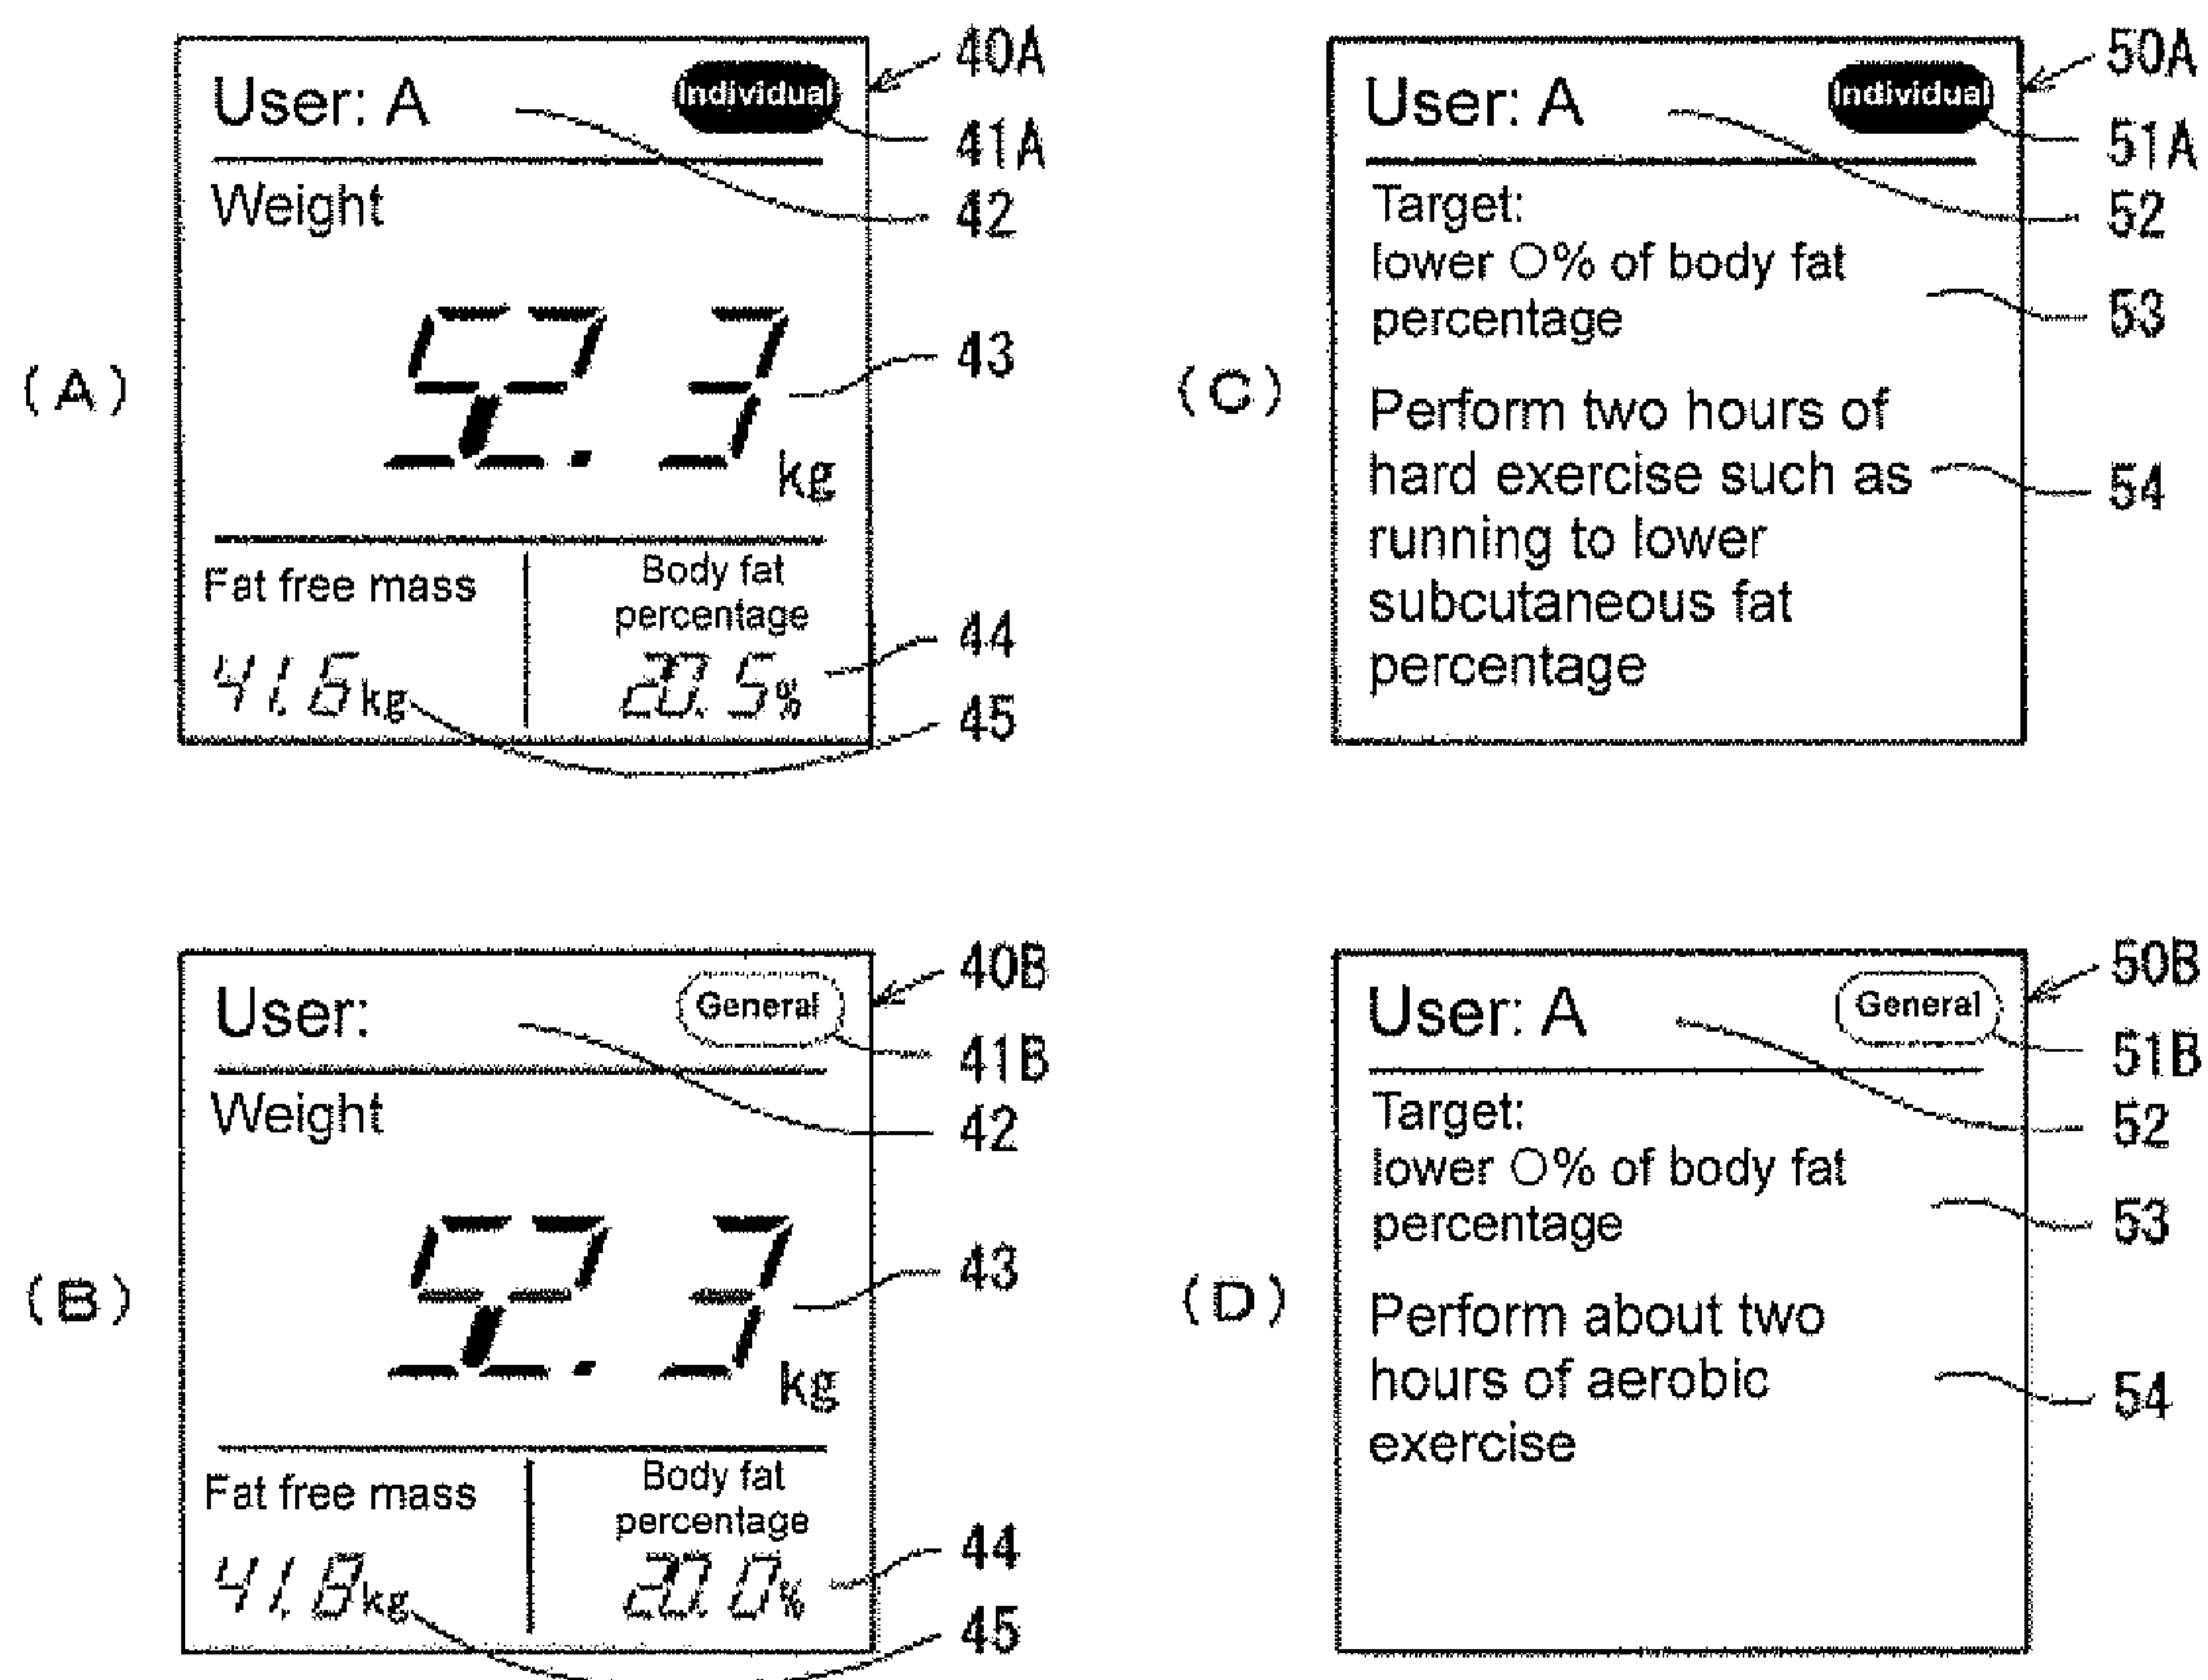 (A)
User: A
Individual
Weight
52.3 kg
Fat free mass
41.6 kg
Body fat
percentage
20.5%
40A
41A
42
43
44
45
(B)
User:
General
Weight
52.3 kg
Fat free mass
41.8 kg
Body fat
percentage
20.0%
40B
41B
42
43
44
45
(C)
User: A
Individual
Target:
lower ○% of body fat
percentage
Perform two hours of
hard exercise such as
running to lower
subcutaneous fat
percentage
50A
51A
52
53
54
(D)
User: A
General
Target:
lower ○% of body fat
percentage
Perform about two
hours of aerobic
exercise
50B
51B
52
53
54